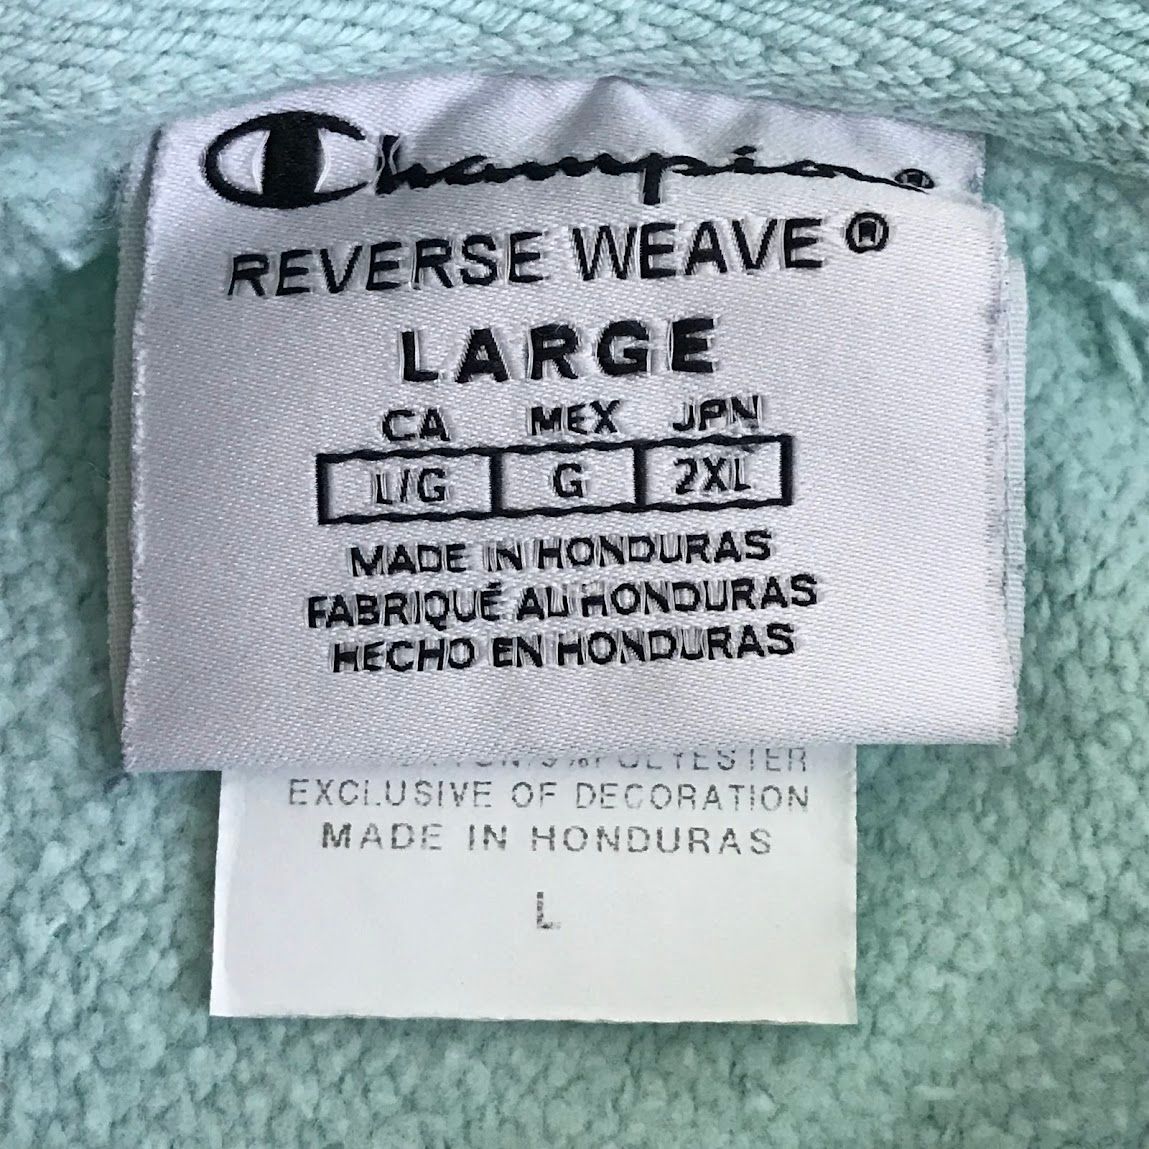 Champion®
REVERSE WEAVE®
LARGE
CA MEX JPN
L/G G 2XL
MADE IN HONDURAS
FABRIQUÉ AU HONDURAS
HECHO EN HONDURAS
POLYESTER
EXCLUSIVE OF DECORATION
MADE IN HONDURAS
L